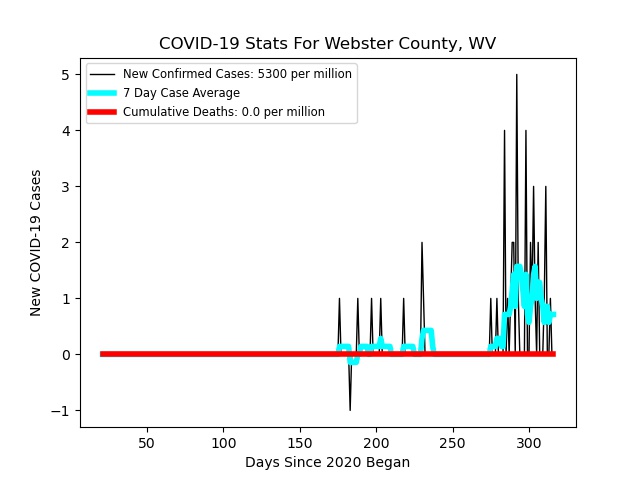 COVID-19 Stats For Webster County, WV
New Confirmed Cases: 5300 per million
7 Day Case Average
Cumulative Deaths: 0.0 per million
New COVID-19 Cases
5
4
3
2
1
0
−1
50 100 150 200 250 300
Days Since 2020 Began